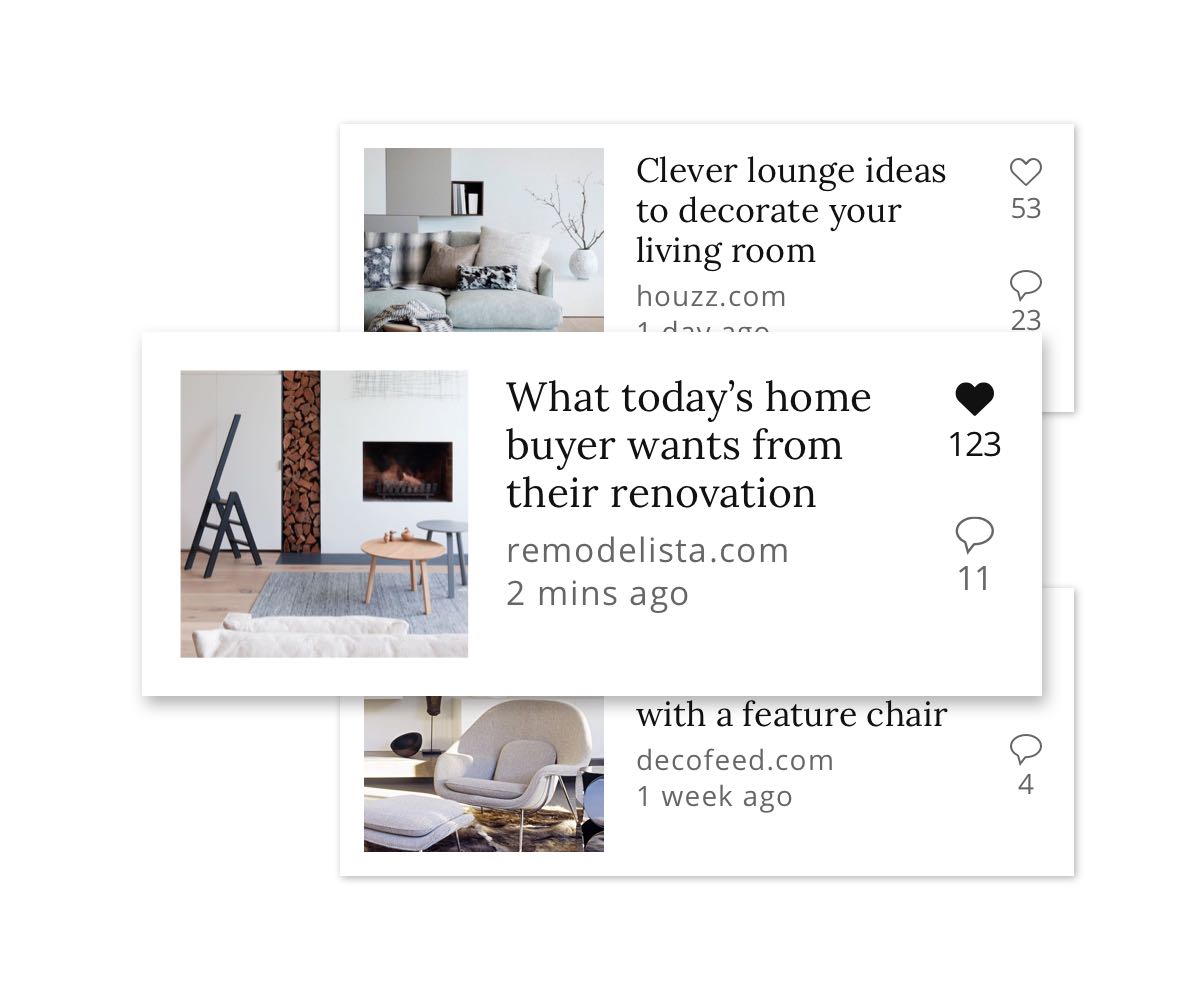 Clever lounge ideas
to decorate your
living room
houzz.com
1 day ago
53
23
What today’s home
buyer wants from
their renovation
remodelista.com
2 mins ago
123
11
with a feature chair
decofeed.com
1 week ago
4